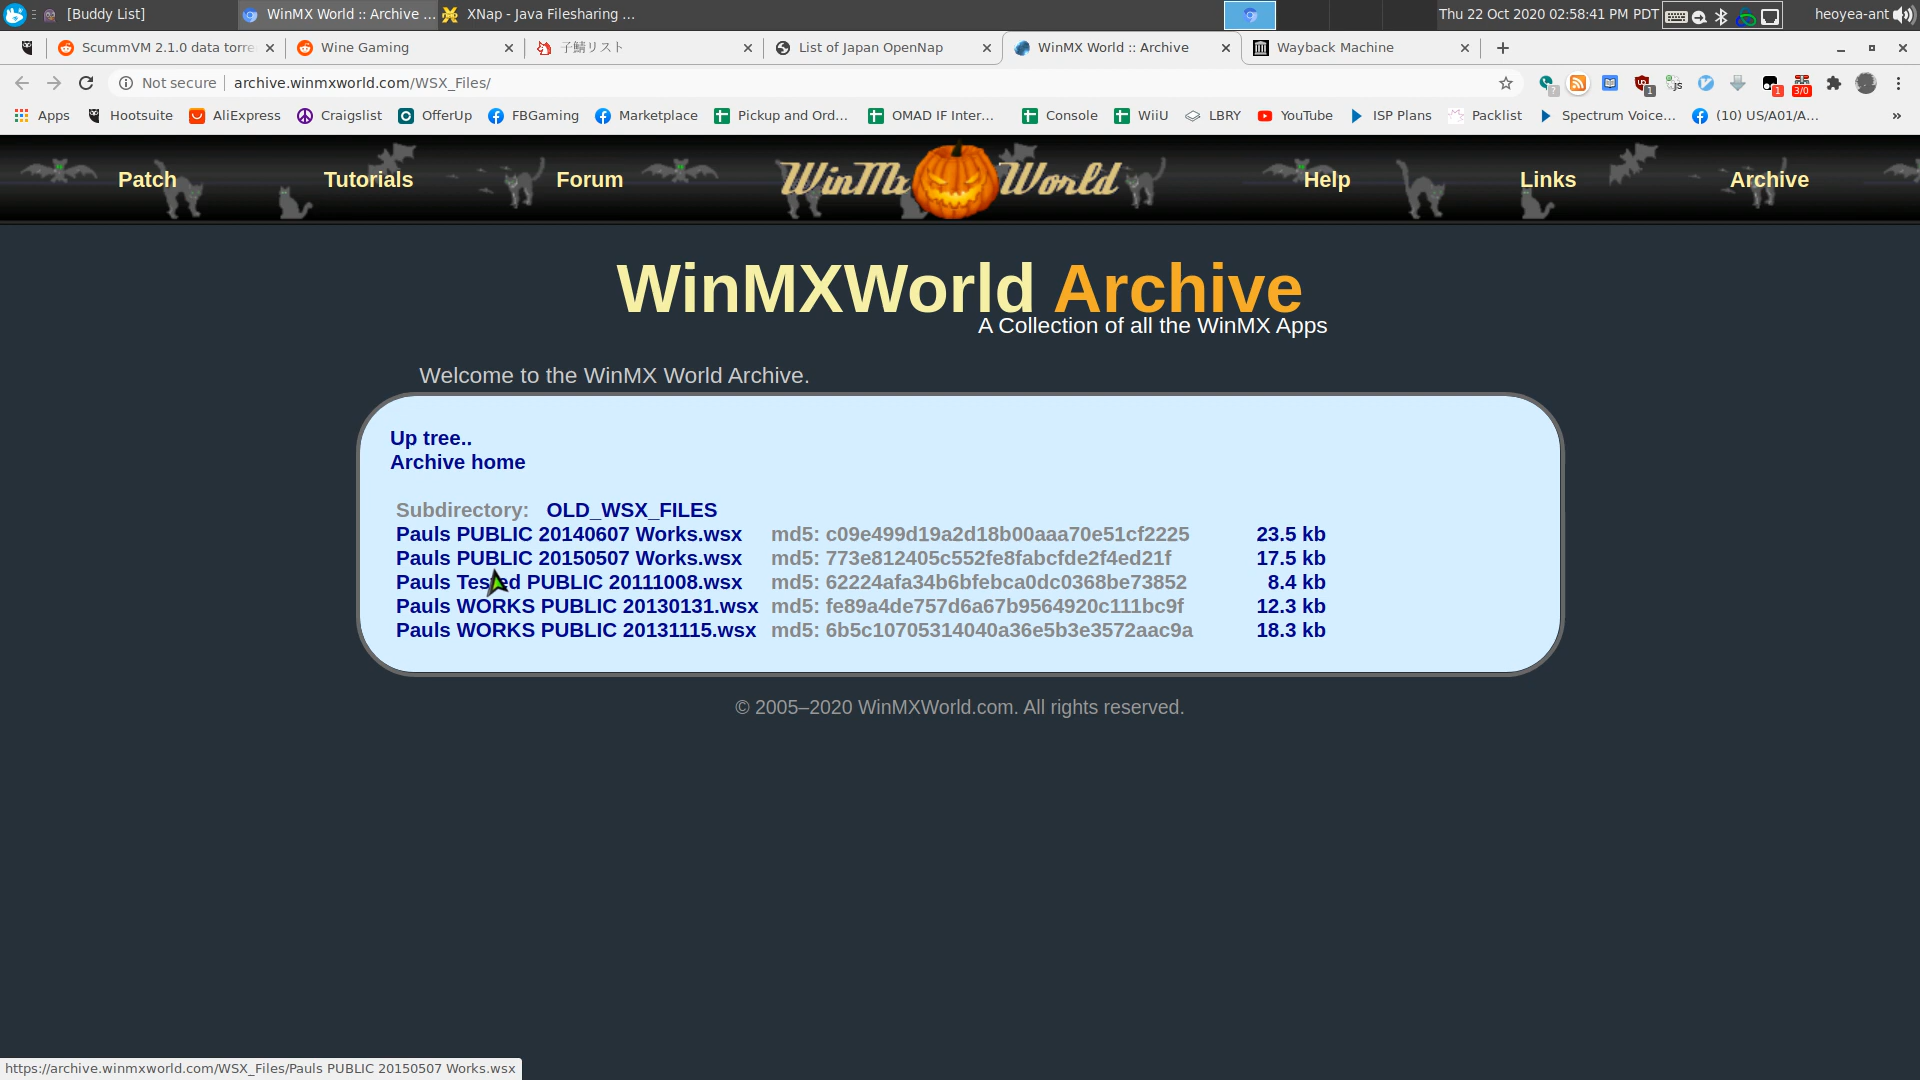 [Buddy List]
WinMX World :: Archive ...
XNap - Java Filesharing ...
Thu 22 Oct 2020 02:58:41 PM PDT
heoyea-ant
ScummVM 2.1.0 data torre
Wine Gaming
子鯖リスト
List of Japan OpenNap
WinMX World :: Archive
Wayback Machine
Not secure
archive.winmxworld.com/WSX_Files/
Apps
Hootsuite
AliExpress
Craigslist
OfferUp
FBGaming
Marketplace
Pickup and Ord...
OMAD IF Inter...
Console
WiiU
LBRY
YouTube
ISP Plans
Packlist
Spectrum Voice...
(10) US/A01/A...
»
Patch
Tutorials
Forum
WinMx World
Help
Links
Archive
WinMXWorld Archive
A Collection of all the WinMX Apps
Welcome to the WinMX World Archive.
Up tree..
Archive home
Subdirectory: OLD_WSX_FILES
Pauls PUBLIC 20140607 Works.wsx md5: c09e499d19a2d18b00aaa70e51cf2225 23.5 kb
Pauls PUBLIC 20150507 Works.wsx md5: 773e812405c552fe8fabcfde2f4ed21f 17.5 kb
Pauls Tested PUBLIC 20111008.wsx md5: 62224afa34b6bfebca0dc0368be73852 8.4 kb
Pauls WORKS PUBLIC 20130131.wsx md5: fe89a4de757d6a67b9564920c111bc9f 12.3 kb
Pauls WORKS PUBLIC 20131115.wsx md5: 6b5c10705314040a36e5b3e3572aac9a 18.3 kb
© 2005–2020 WinMXWorld.com. All rights reserved.
https://archive.winmxworld.com/WSX_Files/Pauls PUBLIC 20150507 Works.wsx